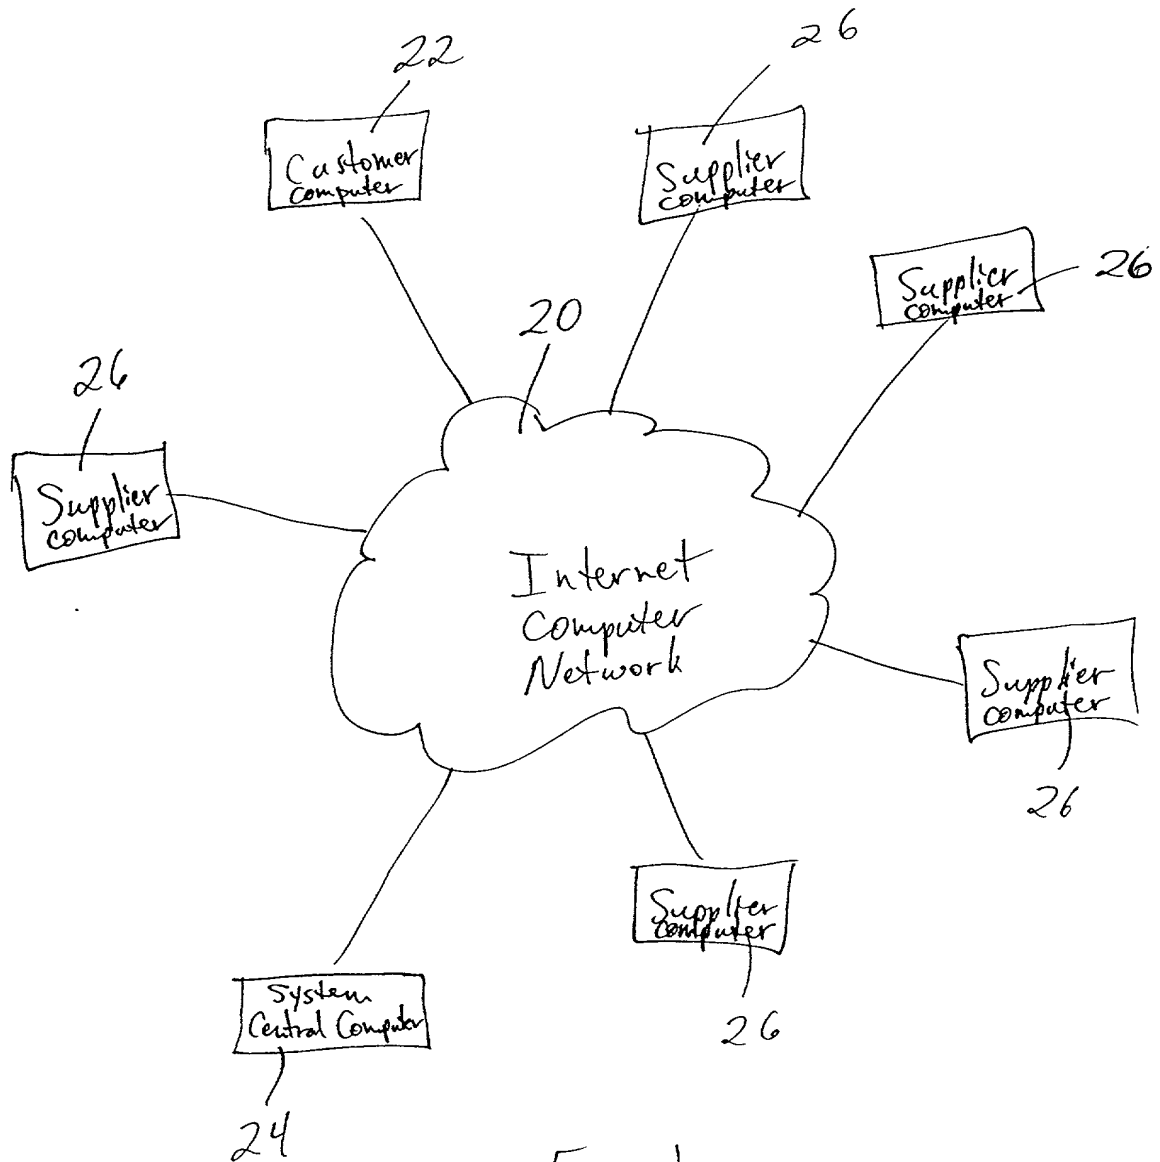 22
26
Customer
computer
Supplier
computer
Supplier
computer
26
20
26
Supplier
computer
Internet
Computer
Network
Supplier
computer
26
Supplier
computer
26
System
Central Computer
24